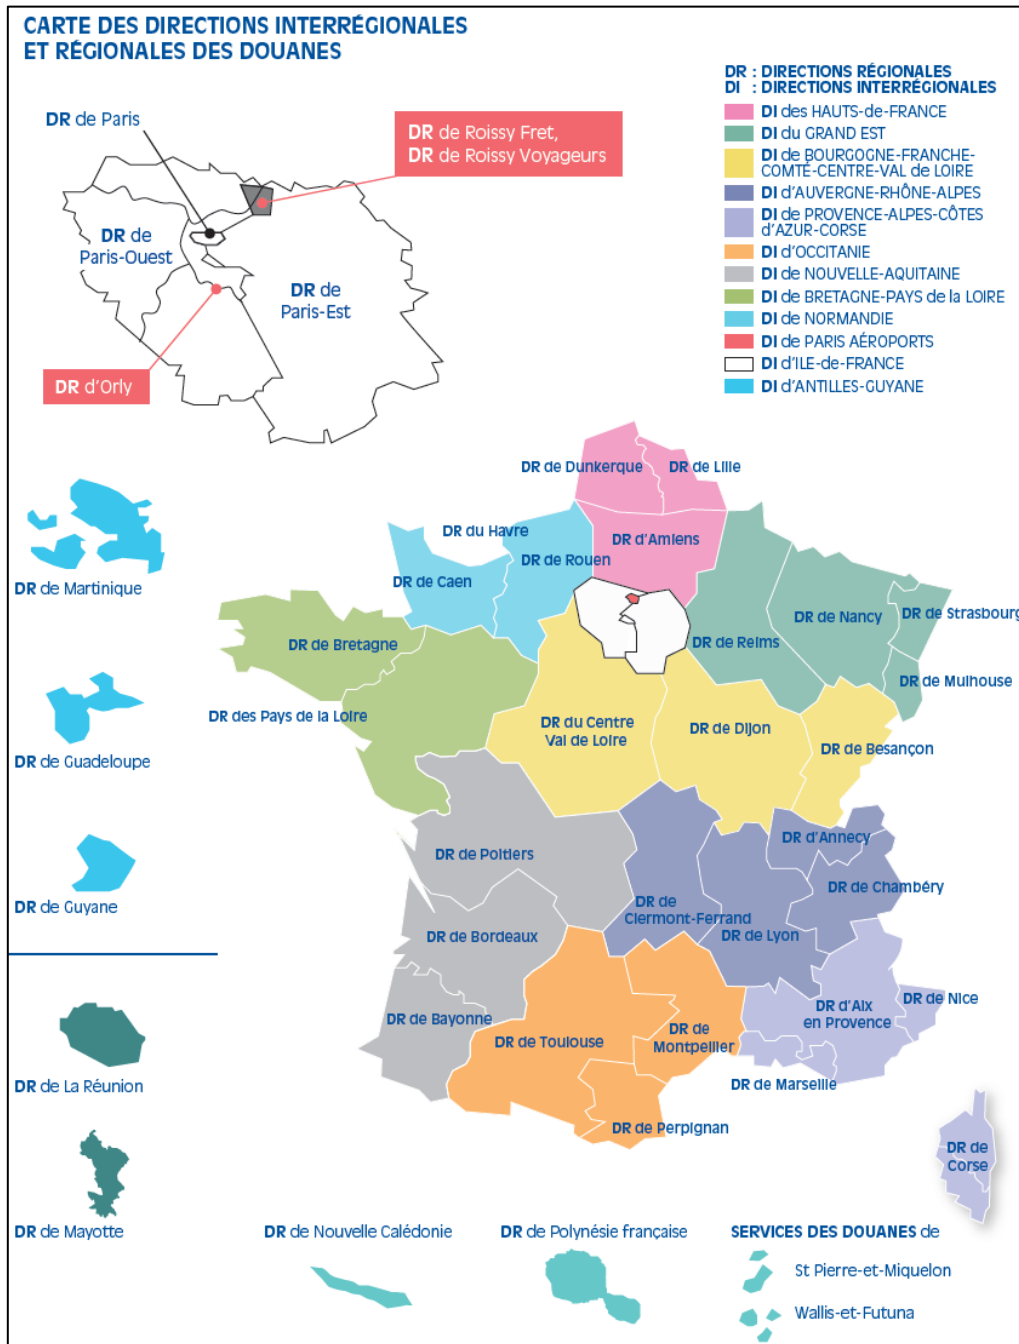 CARTE DES DIRECTIONS INTERRÉGIONALES
ET RÉGIONALES DES DOUANES
DR : DIRECTIONS RÉGIONALES
DI : DIRECTIONS INTERRÉGIONALES
DI des HAUTS-de-FRANCE
DI du GRAND EST
DI de BOURGOGNE-FRANCHE-
COMTÉ-CENTRE-VAL de LOIRE
DI d'AUVERGNE-RHÔNE-ALPES
DI de PROVENCE-ALPES-CÔTES
d'AZUR-CORSE
DI d'OCCITANIE
DI de NOUVELLE-AQUITAINE
DI de BRETAGNE-PAYS de la LOIRE
DI de NORMANDIE
DI de PARIS AÉROPORTS
DI d'ILE-de-FRANCE
DI d'ANTILLES-GUYANE
DR de Paris
DR de Roissy Fret,
DR de Roissy Voyageurs
DR de
Paris-Ouest
DR de
Paris-Est
DR d'Orly
DR de Dunkerque
DR de Lille
DR du Havre
DR d'Amiens
DR de Rouen
DR de Caen
DR de Martinique
DR de Bretagne
DR de Reims
DR de Nancy
DR de Strasbourg
DR de Mulhouse
DR des Pays de la Loire
DR du Centre
Val de Loire
DR de Dijon
DR de Besançon
DR de Guadeloupe
DR de Poitiers
DR d'Annecy
DR de Chambéry
DR de
Clermont-Ferrand
DR de Lyon
DR de Guyane
DR de Bordeaux
DR de Bayonne
DR de Toulouse
DR de
Montpellier
DR d'Aix
en Provence
DR de Nice
DR de Marseille
DR de Perpignan
DR de
Corse
DR de La Réunion
DR de Mayotte
DR de Nouvelle Calédonie
DR de Polynésie française
SERVICES DES DOUANES de
St Pierre-et-Miquelon
Wallis-et-Futuna